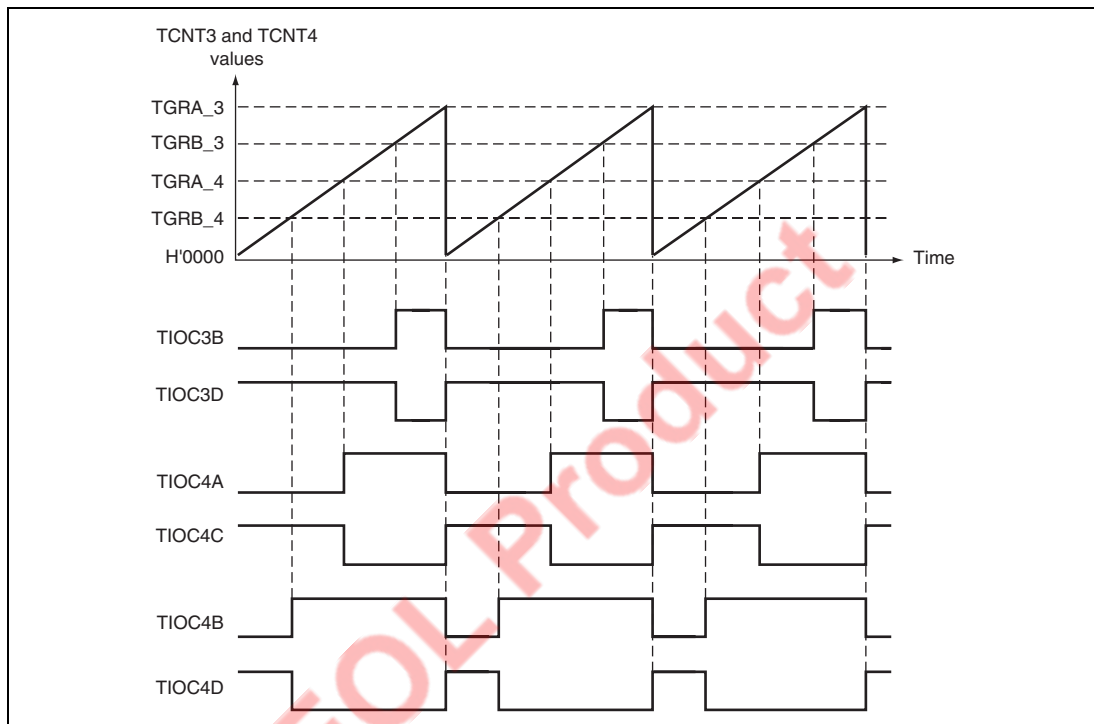 TCNT3 and TCNT4
values
TGRA_3
TGRB_3
TGRA_4
TGRB_4
H'0000
Time
TIOC3B
TIOC3D
TIOC4A
TIOC4C
TIOC4B
TIOC4D
EOL Product